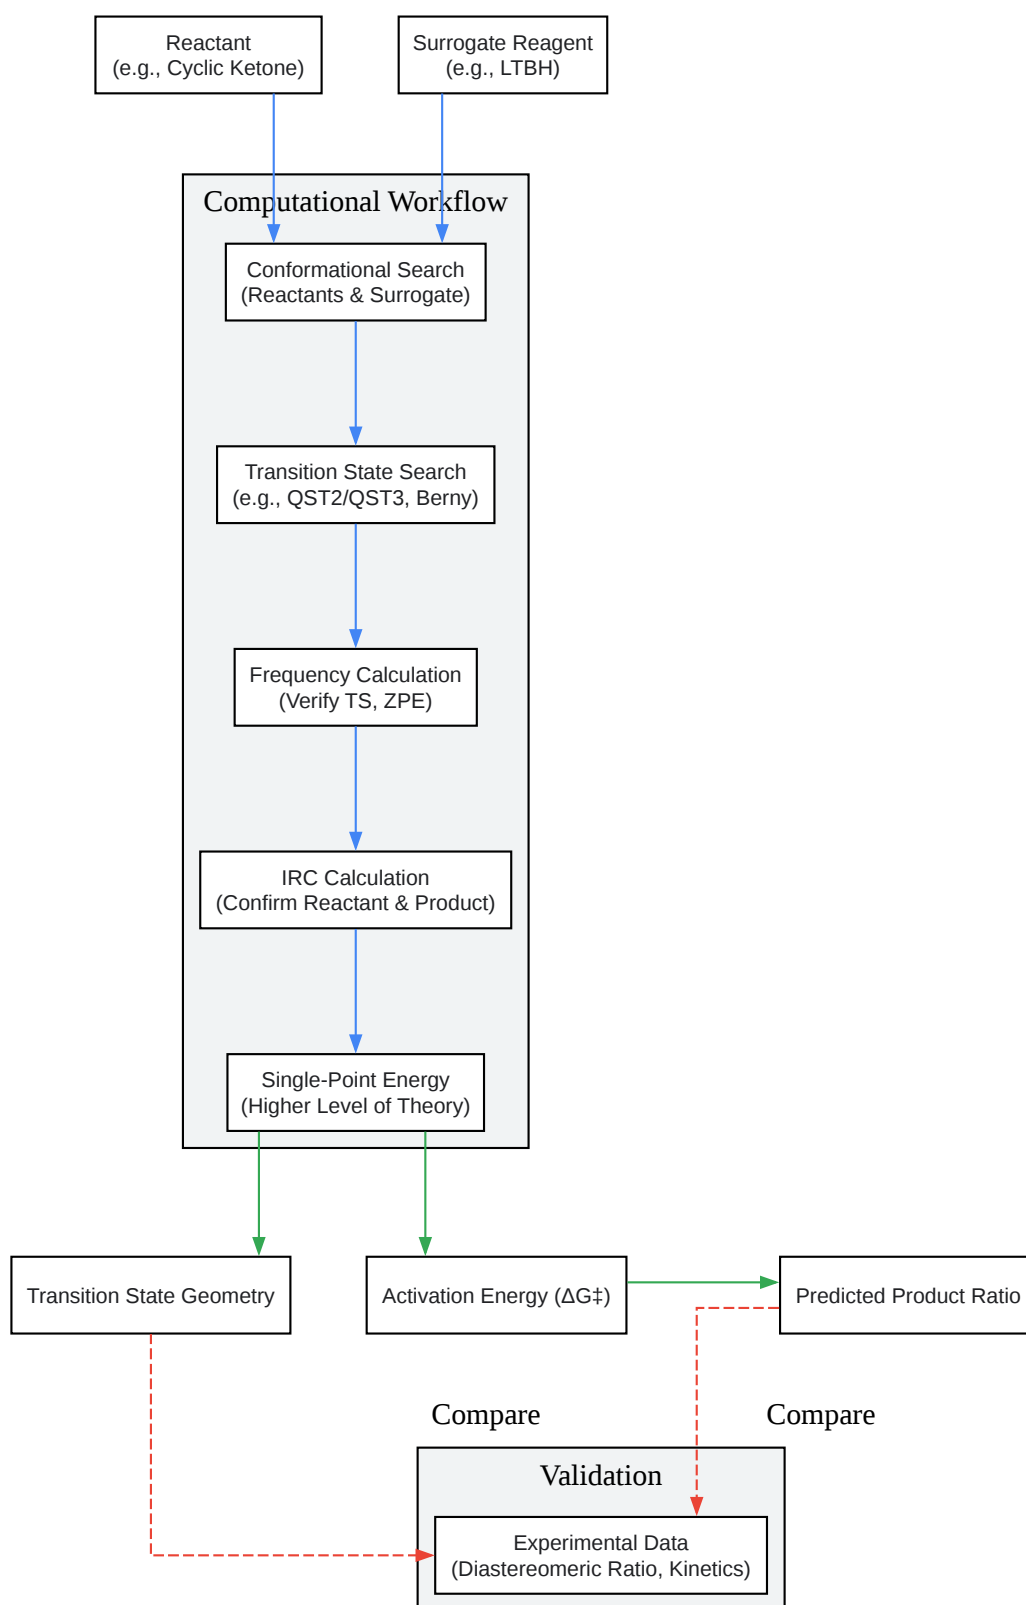 Reactant
(e.g., Cyclic Ketone)
Surrogate Reagent
(e.g., LTBH)
Computational Workflow
Conformational Search
(Reactants & Surrogate)
Transition State Search
(e.g., QST2/QST3, Berny)
Frequency Calculation
(Verify TS, ZPE)
IRC Calculation
(Confirm Reactant & Product)
Single-Point Energy
(Higher Level of Theory)
Transition State Geometry
Activation Energy (ΔG‡)
Predicted Product Ratio
Compare
Compare
Validation
Experimental Data
(Diastereomeric Ratio, Kinetics)